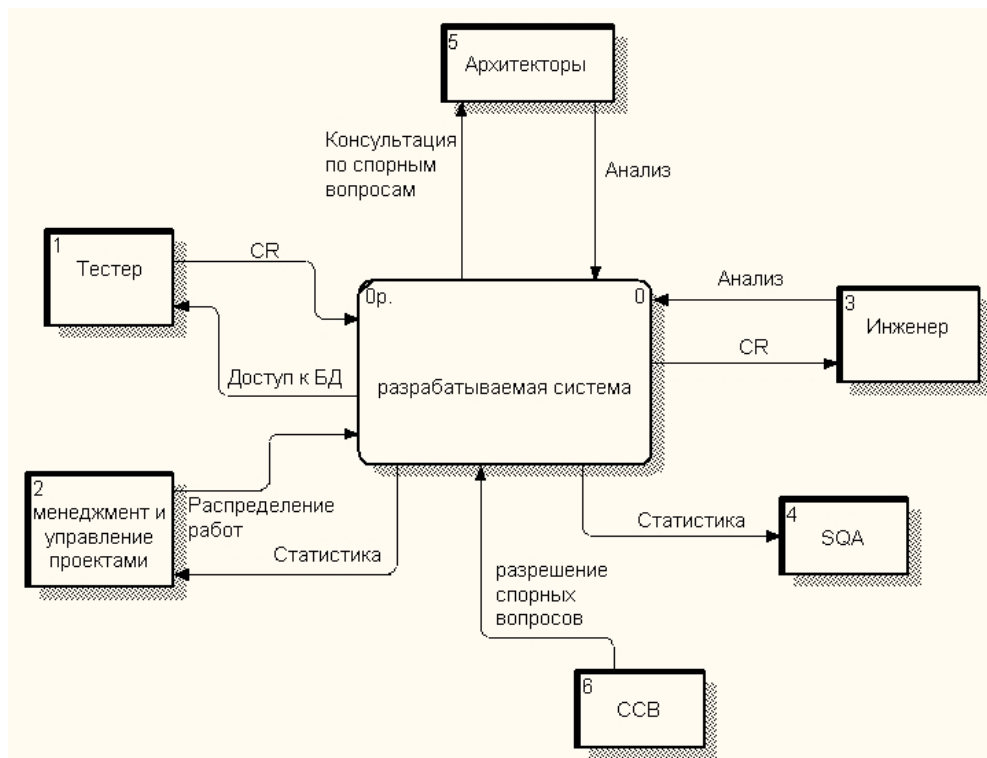 5
Архитекторы
Консультация
по спорным
вопросам
Анализ
1
Тестер
CR
0р.
0
Анализ
3
Инженер
CR
Доступ к БД
разрабатываемая система
2
менеджмент и
управление
проектами
Распределение
работ
Статистика
Статистика
4
SQA
разрешение
спорных
вопросов
6
CCB